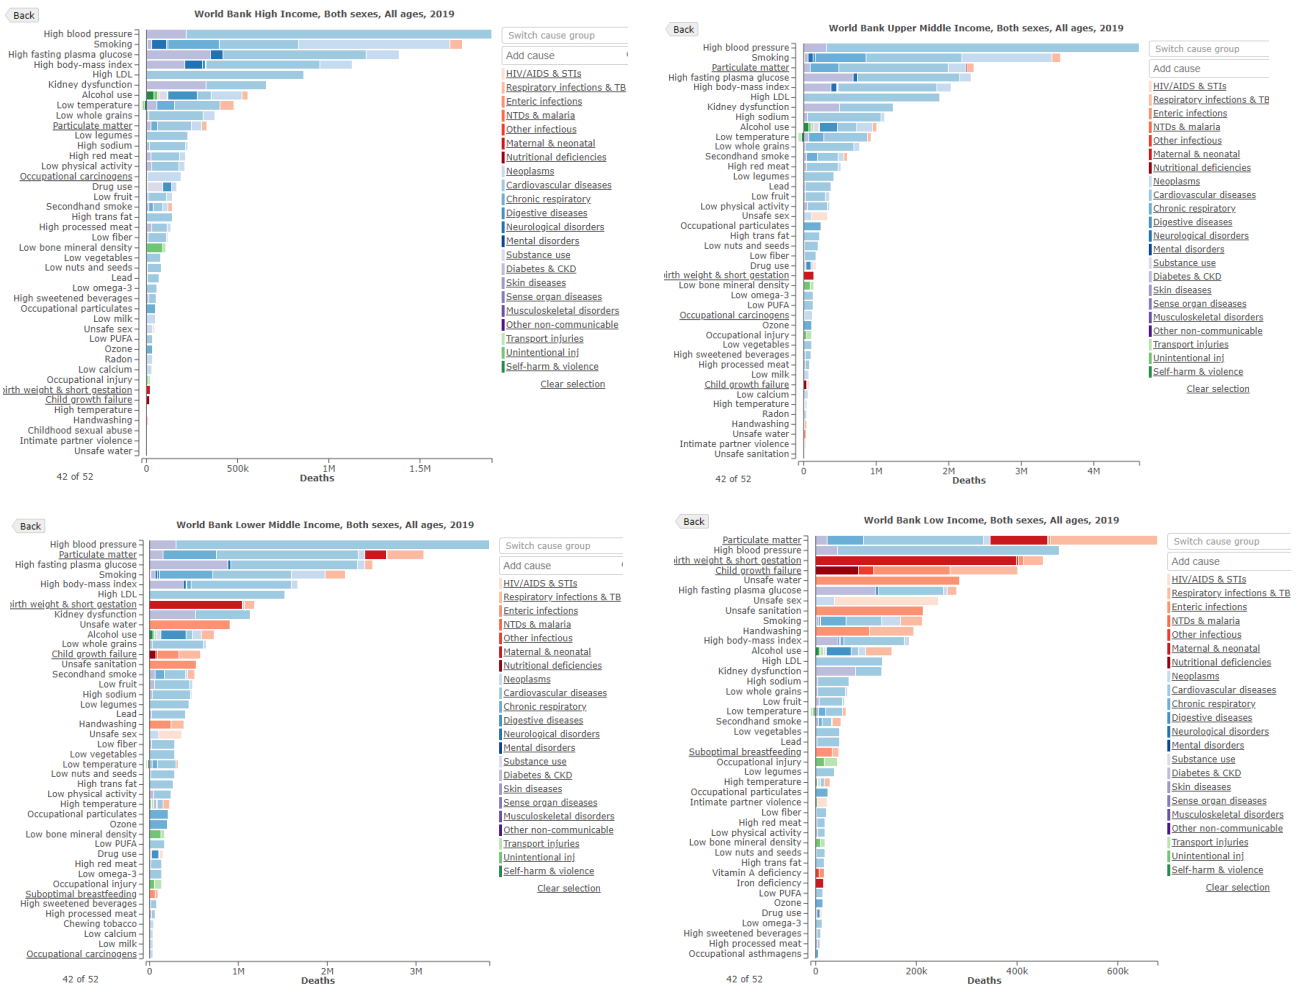 Back
World Bank High Income, Both sexes, All ages, 2019
High blood pressure
Smoking
High fasting plasma glucose
High body-mass index
High LDL
Kidney dysfunction
Alcohol use
Low temperature
Low whole grains
Particulate matter
Low legumes
High sodium
High red meat
Low physical activity
Occupational carcinogens
Drug use
Low fruit
Secondhand smoke
High trans fat
High processed meat
Low fiber
Low bone mineral density
Low vegetables
Low nuts and seeds
Lead
Low omega-3
High sweetened beverages
Occupational particulates
Low milk
Unsafe sex
Low PUFA
Ozone
Radon
Low calcium
Occupational injury
irth weight & short gestation
Child growth failure
High temperature
Handwashing
Childhood sexual abuse
Intimate partner violence
Unsafe water
0 500k 1M 1.5M
42 of 52
Deaths
Switch cause group
Add cause
HIV/AIDS & STIs
Respiratory infections & TB
Enteric infections
NTDs & malaria
Other infectious
Maternal & neonatal
Nutritional deficiencies
Neoplasms
Cardiovascular diseases
Chronic respiratory
Digestive diseases
Neurological disorders
Mental disorders
Substance use
Diabetes & CKD
Skin diseases
Sense organ diseases
Musculoskeletal disorders
Other non-communicable
Transport injuries
Unintentional inj
Self-harm & violence
Clear selection
Back
World Bank Upper Middle Income, Both sexes, All ages, 2019
High blood pressure
Smoking
Particulate matter
High fasting plasma glucose
High body-mass index
High LDL
Kidney dysfunction
High sodium
Alcohol use
Low temperature
Low whole grains
Secondhand smoke
High red meat
Low legumes
Lead
Low fruit
Low physical activity
Unsafe sex
Occupational particulates
High trans fat
Low nuts and seeds
Low fiber
Drug use
irth weight & short gestation
Low bone mineral density
Low omega-3
Low PUFA
Occupational carcinogens
Ozone
Occupational injury
Low vegetables
High sweetened beverages
High processed meat
Low milk
Child growth failure
Low calcium
High temperature
Radon
Handwashing
Unsafe water
Intimate partner violence
Unsafe sanitation
0 1M 2M 3M 4M
42 of 52
Deaths
Switch cause group
Add cause
HIV/AIDS & STIs
Respiratory infections & TB
Enteric infections
NTDs & malaria
Other infectious
Maternal & neonatal
Nutritional deficiencies
Neoplasms
Cardiovascular diseases
Chronic respiratory
Digestive diseases
Neurological disorders
Mental disorders
Substance use
Diabetes & CKD
Skin diseases
Sense organ diseases
Musculoskeletal disorders
Other non-communicable
Transport injuries
Unintentional inj
Self-harm & violence
Clear selection
Back
World Bank Lower Middle Income, Both sexes, All ages, 2019
High blood pressure
Particulate matter
High fasting plasma glucose
Smoking
High body-mass index
High LDL
irth weight & short gestation
Kidney dysfunction
Unsafe water
Alcohol use
Low whole grains
Child growth failure
Unsafe sanitation
Secondhand smoke
Low fruit
High sodium
Low legumes
Lead
Handwashing
Unsafe sex
Low fiber
Low vegetables
Low temperature
Low nuts and seeds
High trans fat
Low physical activity
High temperature
Occupational particulates
Ozone
Low bone mineral density
Low PUFA
Drug use
High red meat
Low omega-3
Occupational injury
Suboptimal breastfeeding
High sweetened beverages
High processed meat
Chewing tobacco
Low calcium
Low milk
Occupational carcinogens
0 1M 2M 3M
42 of 52
Deaths
Switch cause group
Add cause
HIV/AIDS & STIs
Respiratory infections & TB
Enteric infections
NTDs & malaria
Other infectious
Maternal & neonatal
Nutritional deficiencies
Neoplasms
Cardiovascular diseases
Chronic respiratory
Digestive diseases
Neurological disorders
Mental disorders
Substance use
Diabetes & CKD
Skin diseases
Sense organ diseases
Musculoskeletal disorders
Other non-communicable
Transport injuries
Unintentional inj
Self-harm & violence
Clear selection
Back
World Bank Low Income, Both sexes, All ages, 2019
Particulate matter
High blood pressure
irth weight & short gestation
Child growth failure
Unsafe water
High fasting plasma glucose
Unsafe sex
Unsafe sanitation
Smoking
Handwashing
High body-mass index
Alcohol use
High LDL
Kidney dysfunction
High sodium
Low whole grains
Low fruit
Low temperature
Secondhand smoke
Low vegetables
Lead
Suboptimal breastfeeding
Occupational injury
Low legumes
High temperature
Occupational particulates
Intimate partner violence
Low fiber
High red meat
Low physical activity
Low bone mineral density
Low nuts and seeds
High trans fat
Vitamin A deficiency
Iron deficiency
Low PUFA
Ozone
Drug use
Low omega-3
High sweetened beverages
High processed meat
Occupational asthmagens
0 200k 400k 600k
42 of 52
Deaths
Switch cause group
Add cause
HIV/AIDS & STIs
Respiratory infections & TB
Enteric infections
NTDs & malaria
Other infectious
Maternal & neonatal
Nutritional deficiencies
Neoplasms
Cardiovascular diseases
Chronic respiratory
Digestive diseases
Neurological disorders
Mental disorders
Substance use
Diabetes & CKD
Skin diseases
Sense organ diseases
Musculoskeletal disorders
Other non-communicable
Transport injuries
Unintentional inj
Self-harm & violence
Clear selection